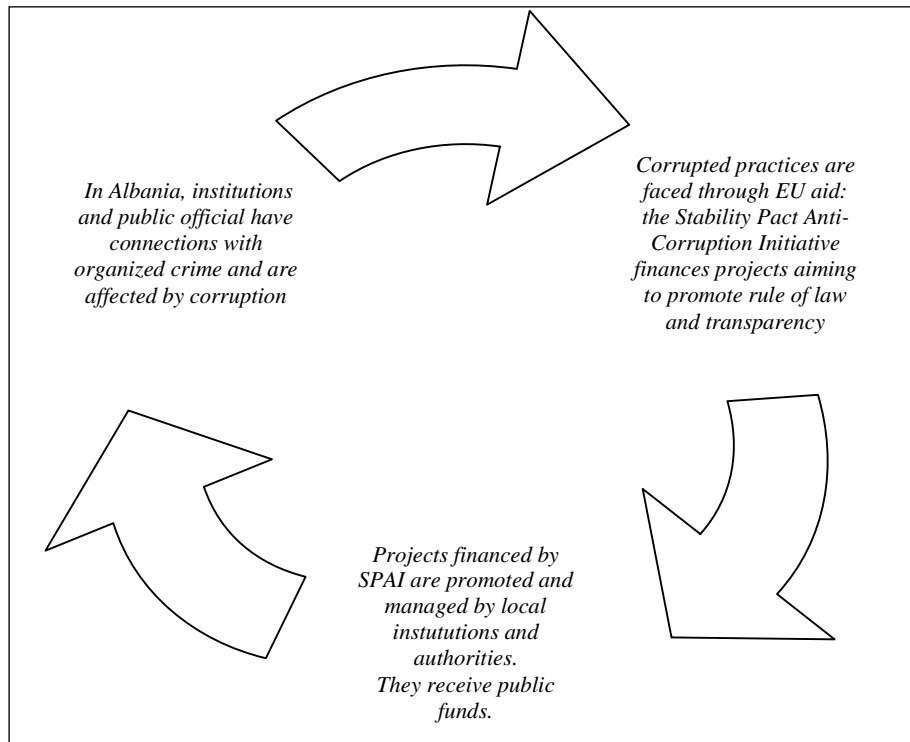 In Albania, institutions
and public official have
connections with
organized crime and are
affected by corruption
Corrupted practices are
faced through EU aid:
the Stability Pact Anti-
Corruption Initiative
finances projects aiming
to promote rule of law
and transparency
Projects financed by
SPAI are promoted and
managed by local
instututions and
authorities.
They receive public
funds.